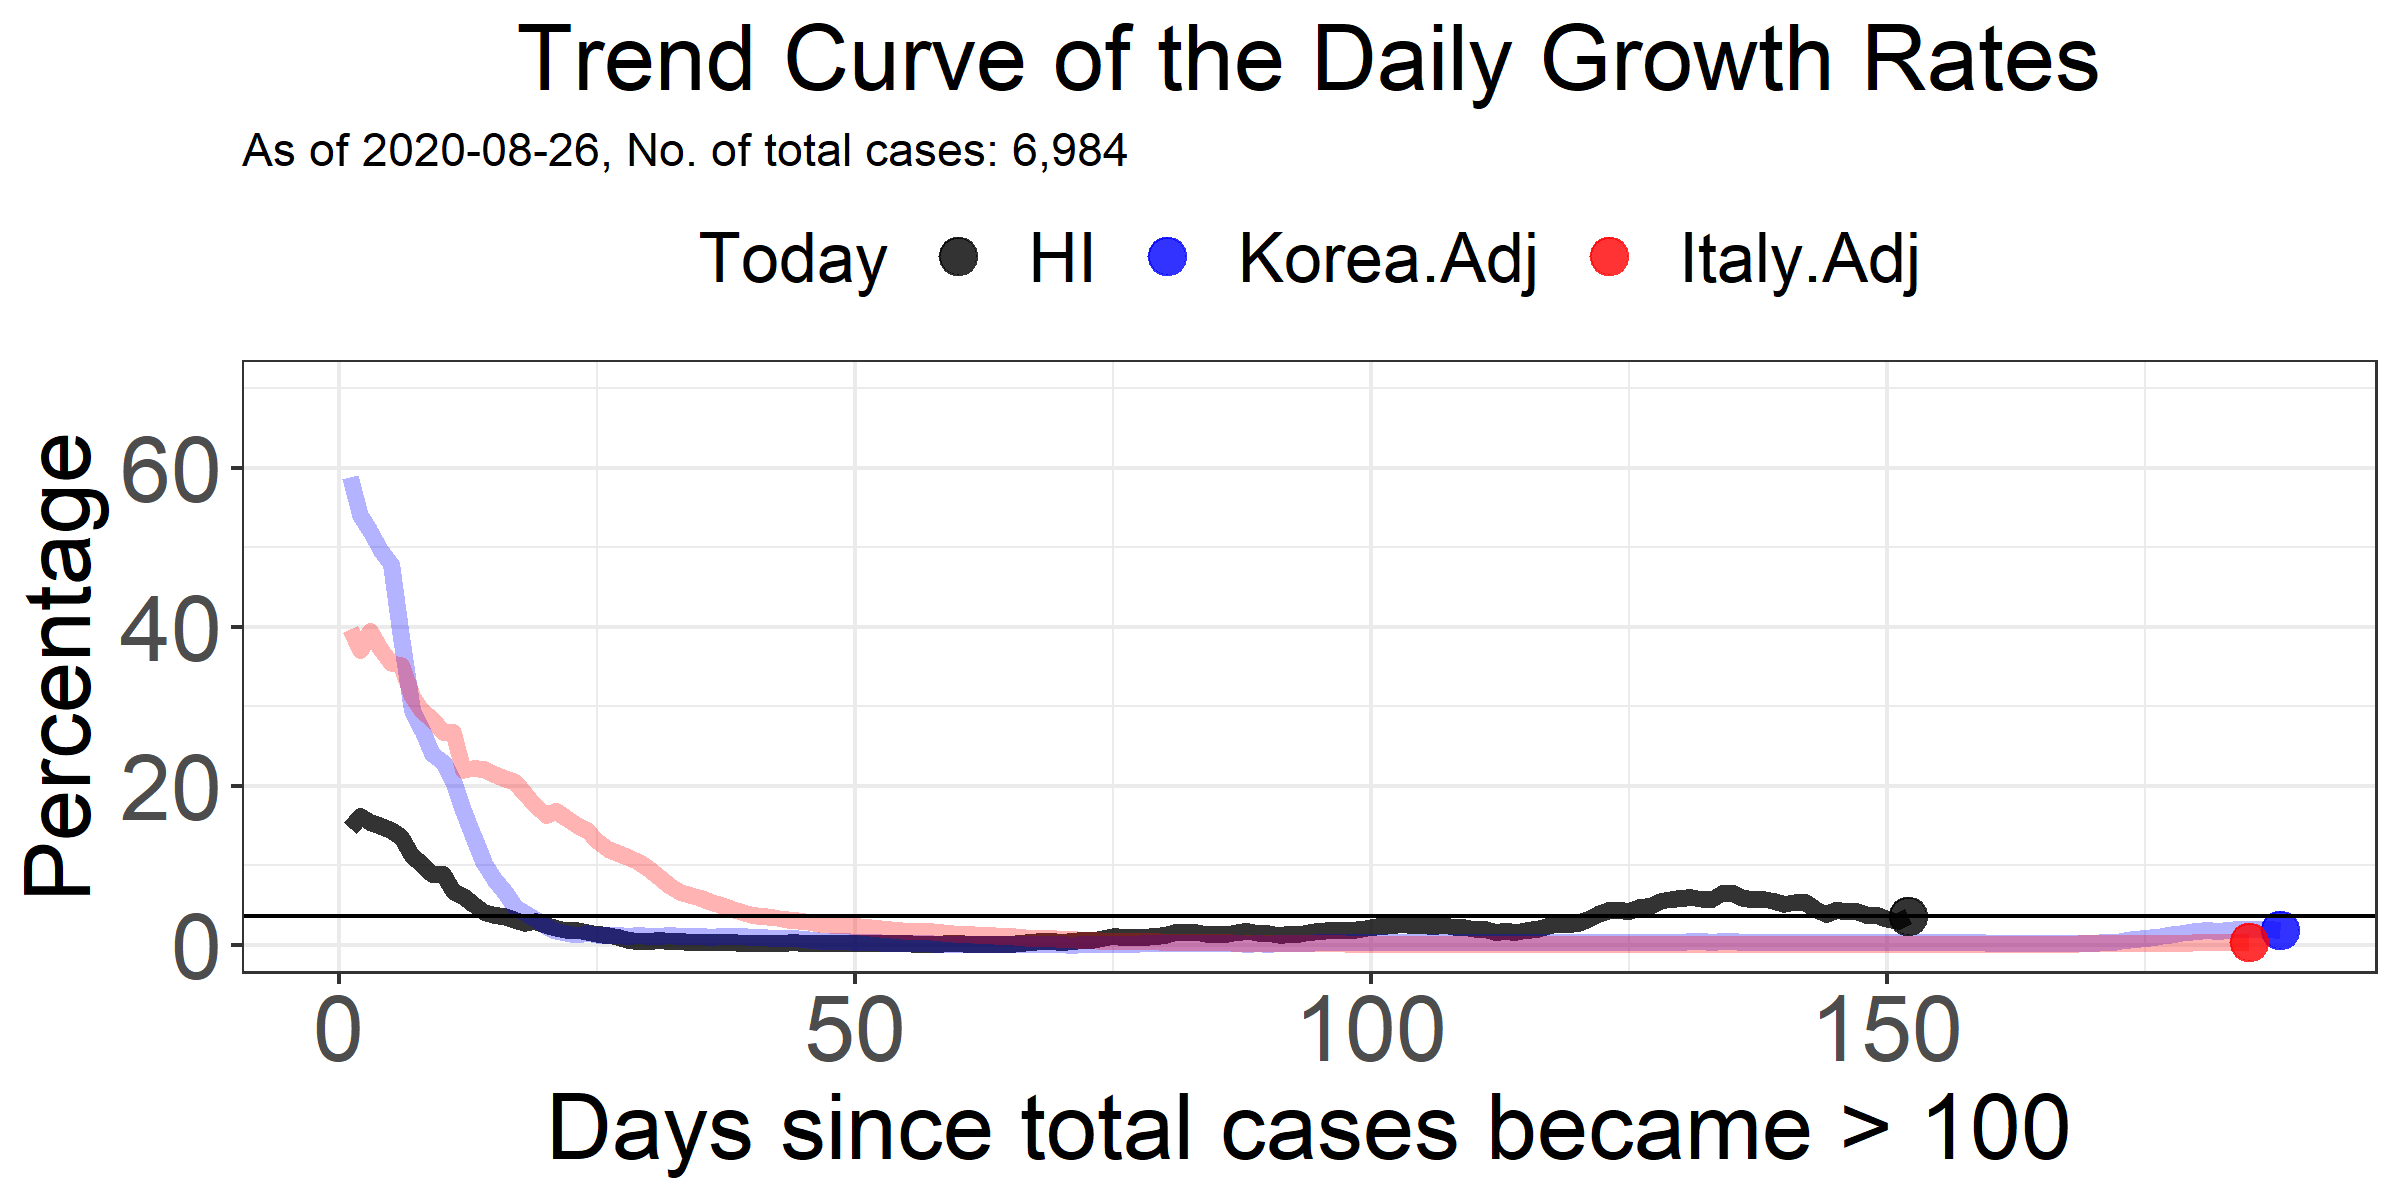 Trend Curve of the Daily Growth Rates
As of 2020-08-26, No. of total cases: 6,984
Today HI Korea.Adj Italy.Adj
Percentage
60
40
20
0
0 50 100 150
Days since total cases became > 100